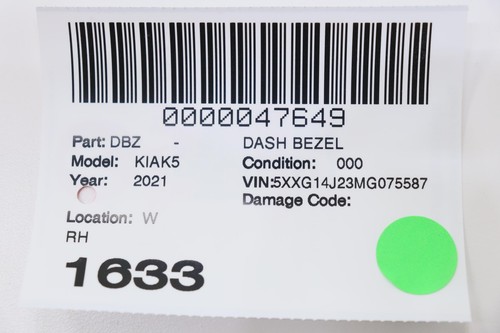 0000047649
Part: DBZ - DASH BEZEL
Model: KIAK5 Condition: 000
Year: 2021 VIN:5XXG14J23MG075587
Damage Code:
Location: W
RH
1633